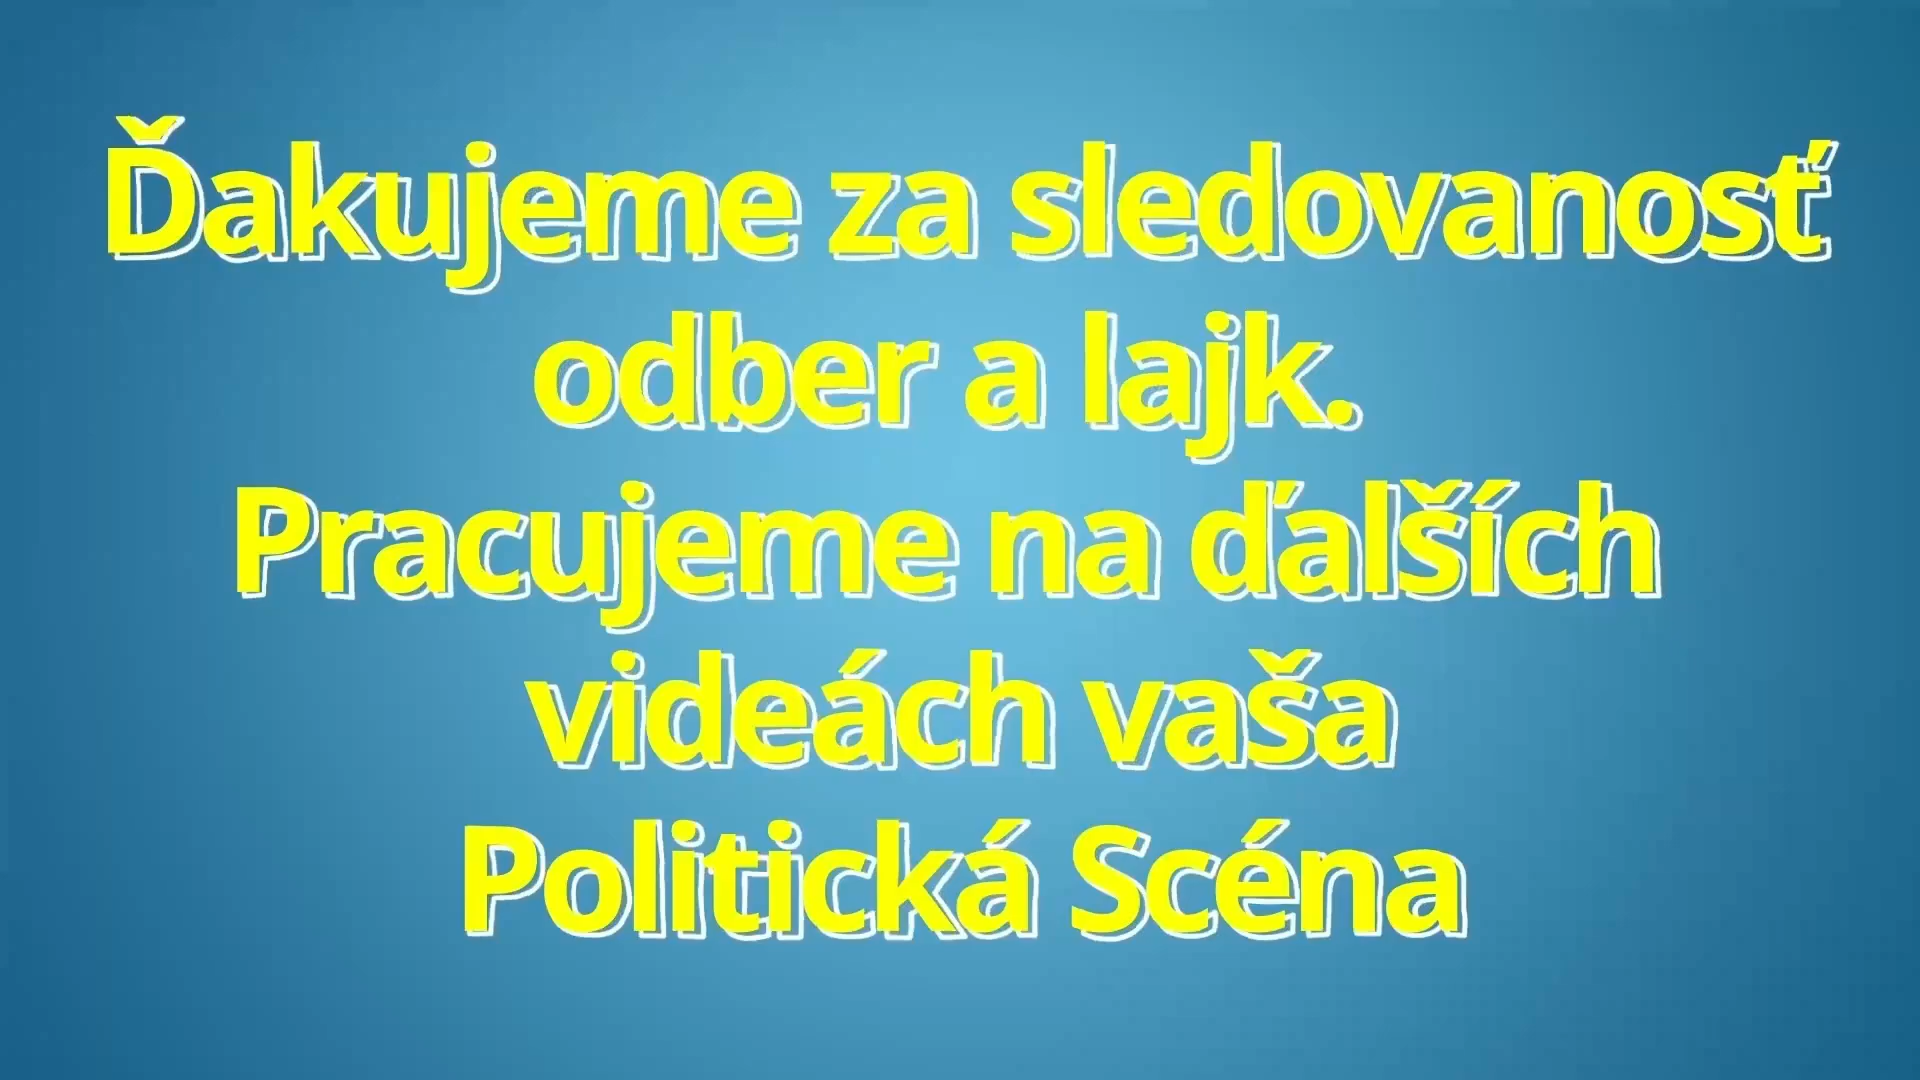 Ďakujeme za sledovanosť
odber a lajk.
Pracujeme na ďalších
videách vaša
Politická Scéna